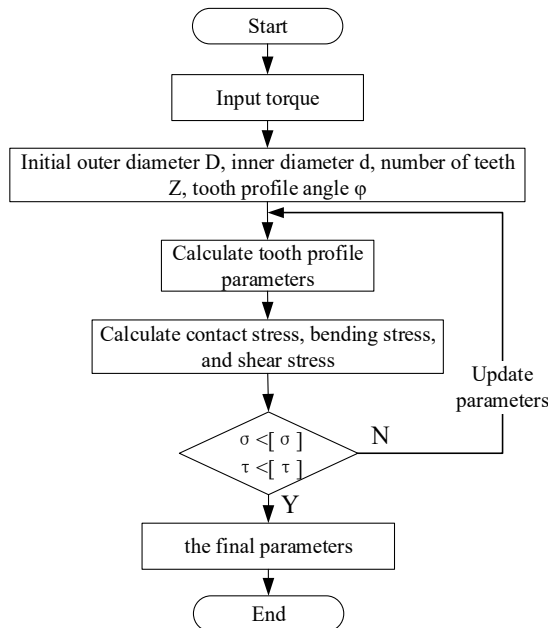 Start
Input torque
Initial outer diameter D, inner diameter d, number of teeth
Z, tooth profile angle φ
Calculate tooth profile
parameters
Calculate contact stress, bending stress,
and shear stress
Update
parameters
σ <[ σ ]
τ <[ τ ]
N
Y
the final parameters
End